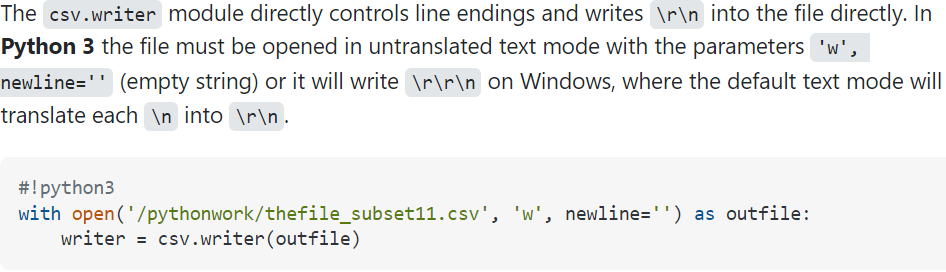 The csv.writer module directly controls line endings and writes \r\n into the file directly. In
Python 3 the file must be opened in untranslated text mode with the parameters 'w',
newline='' (empty string) or it will write \r\r\n on Windows, where the default text mode will
translate each \n into \r\n.
#!python3
with open('/pythonwork/thefile_subset11.csv', 'w', newline='') as outfile:
    writer = csv.writer(outfile)